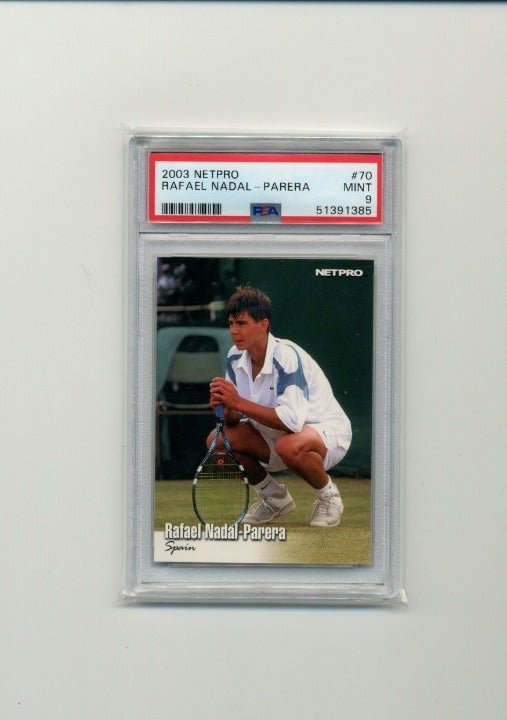 2003 NETPRO #70
RAFAEL NADAL – PARERA MINT
9
PSA 51391385
NETPRO
Rafael Nadal-Parera
Spain